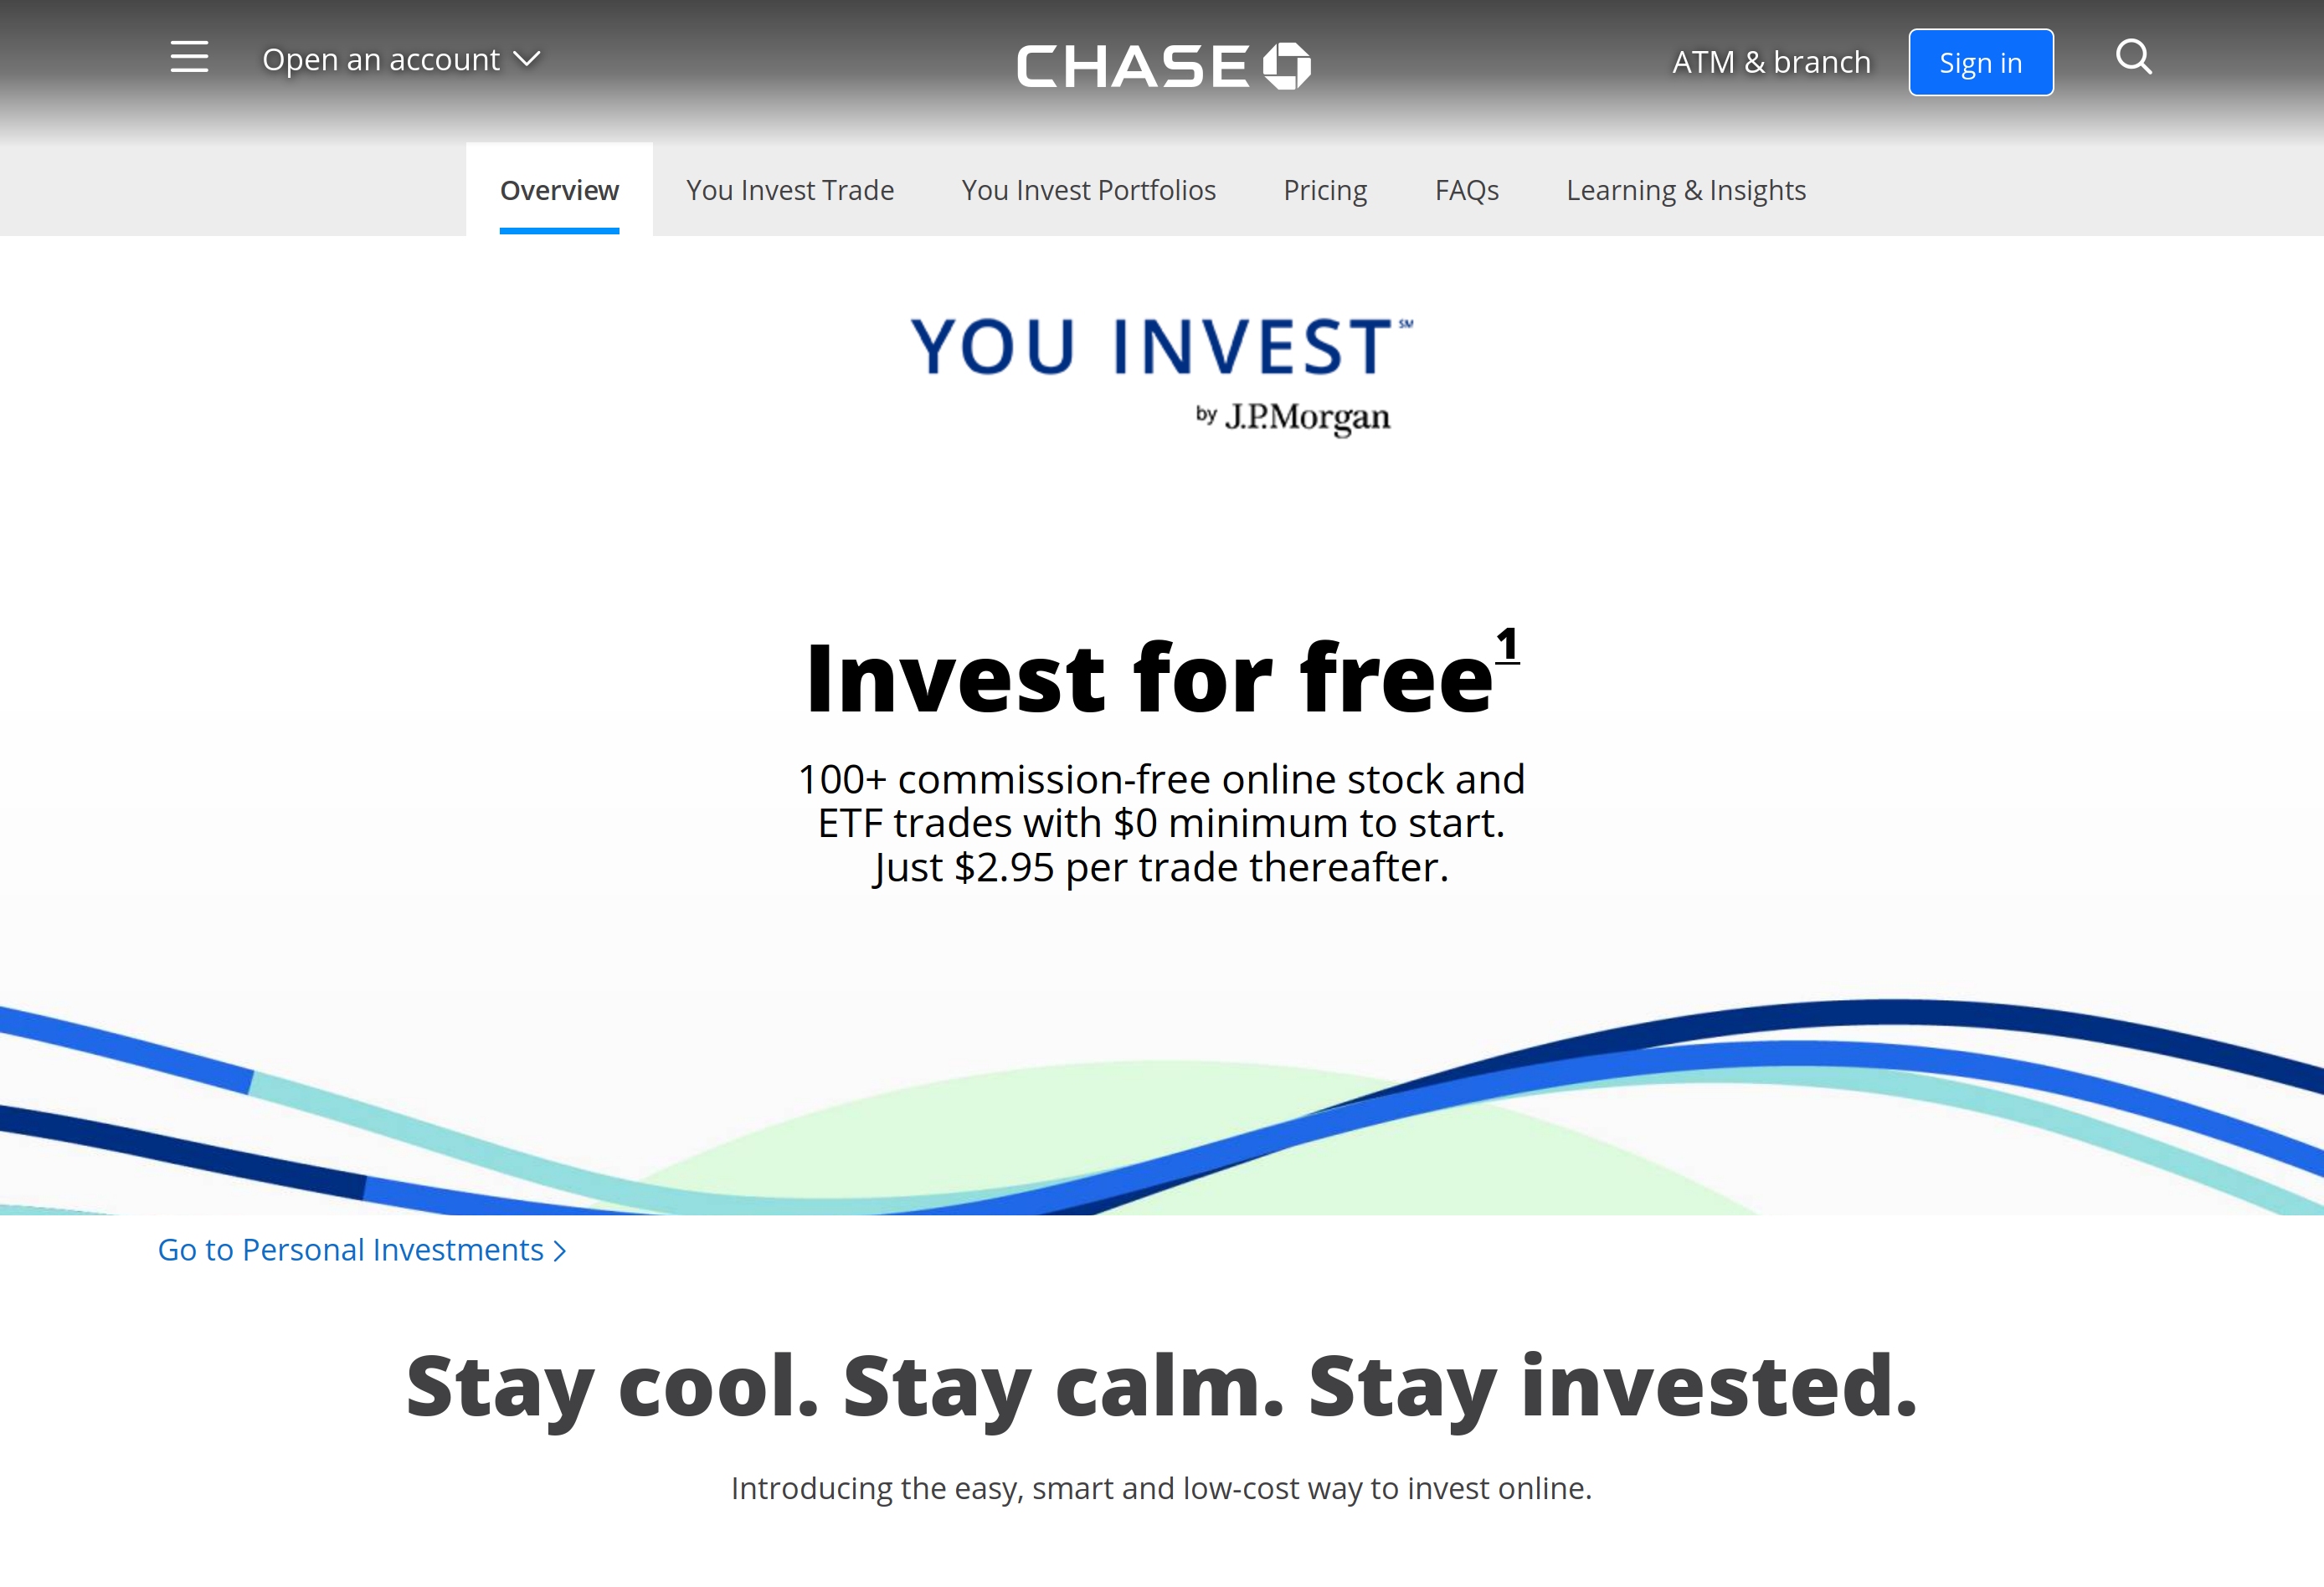 Open an account
CHASE
ATM & branch
Sign in
Overview
You Invest Trade
You Invest Portfolios
Pricing
FAQs
Learning & Insights
YOU INVEST℠
by J.P.Morgan
Invest for free1
100+ commission-free online stock and
ETF trades with $0 minimum to start.
Just $2.95 per trade thereafter.
Go to Personal Investments
Stay cool. Stay calm. Stay invested.
Introducing the easy, smart and low-cost way to invest online.